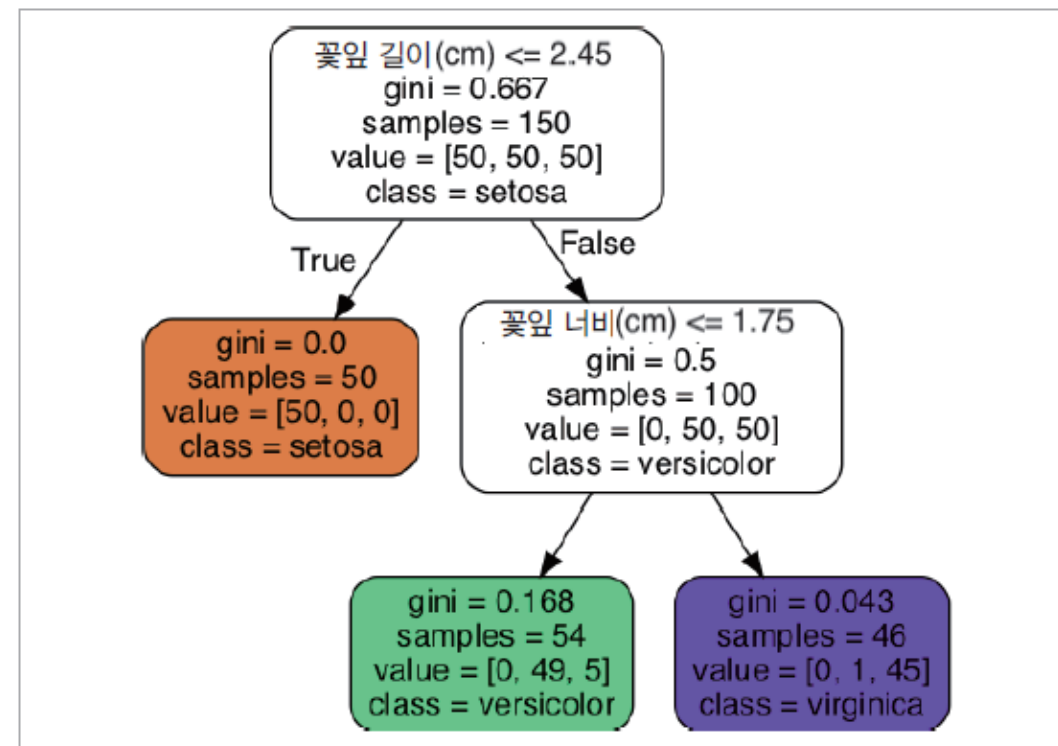 꽃잎 길이(cm) <= 2.45
gini = 0.667
samples = 150
value = [50, 50, 50]
class = setosa
True
False
gini = 0.0
samples = 50
value = [50, 0, 0]
class = setosa
꽃잎 너비(cm) <= 1.75
gini = 0.5
samples = 100
value = [0, 50, 50]
class = versicolor
gini = 0.168
samples = 54
value = [0, 49, 5]
class = versicolor
gini = 0.043
samples = 46
value = [0, 1, 45]
class = virginica